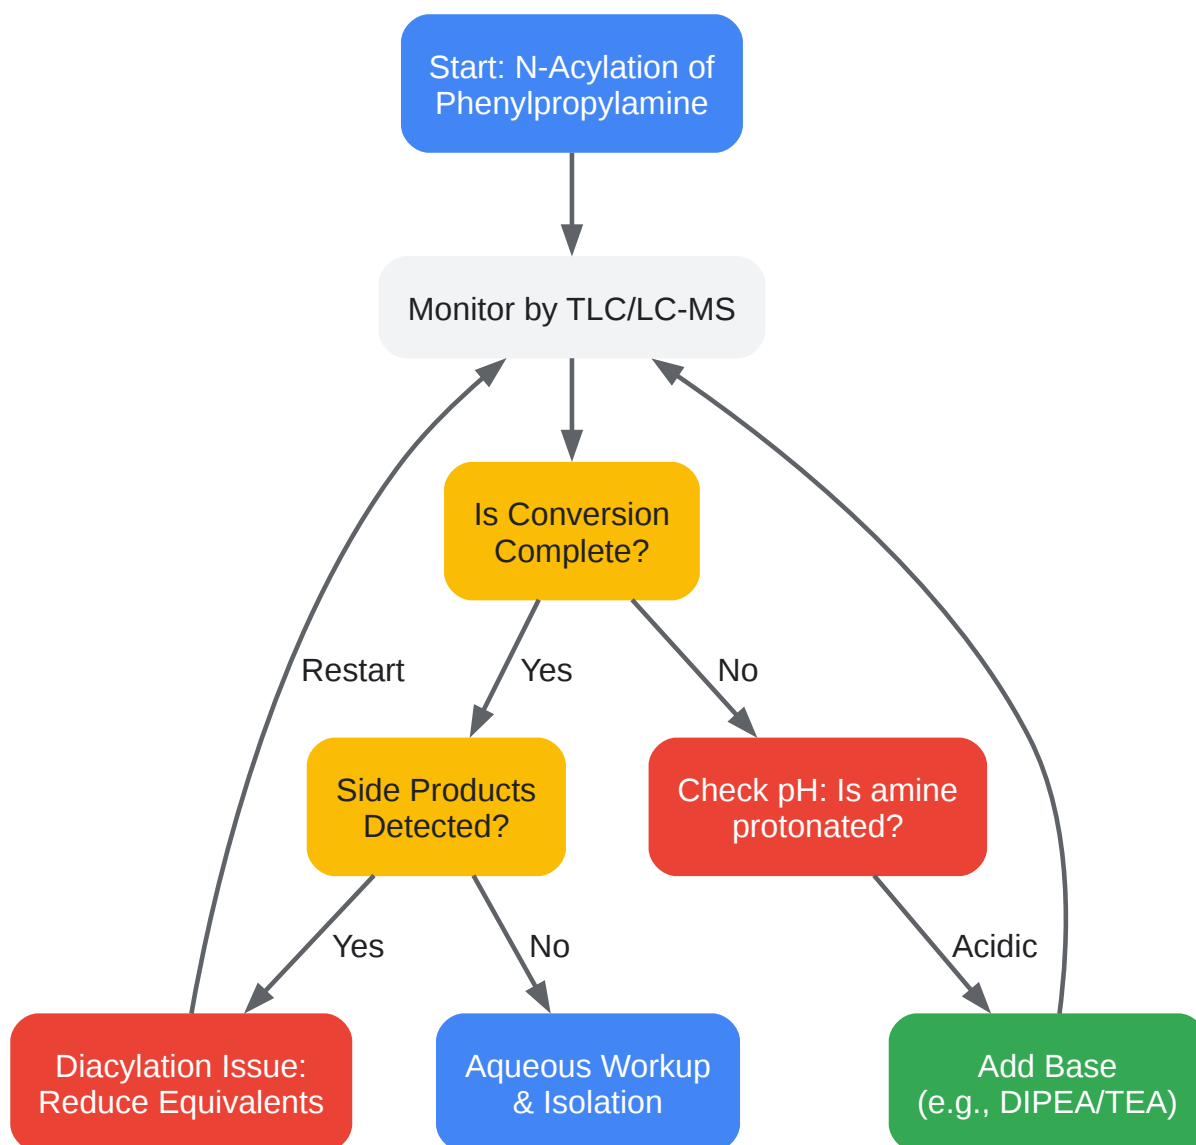 Start: N-Acylation of
Phenylpropylamine
Monitor by TLC/LC-MS
Is Conversion
Complete?
Restart
Yes
No
Side Products
Detected?
Check pH: Is amine
protonated?
Yes
No
Acidic
Diacylation Issue:
Reduce Equivalents
Aqueous Workup
& Isolation
Add Base
(e.g., DIPEA/TEA)